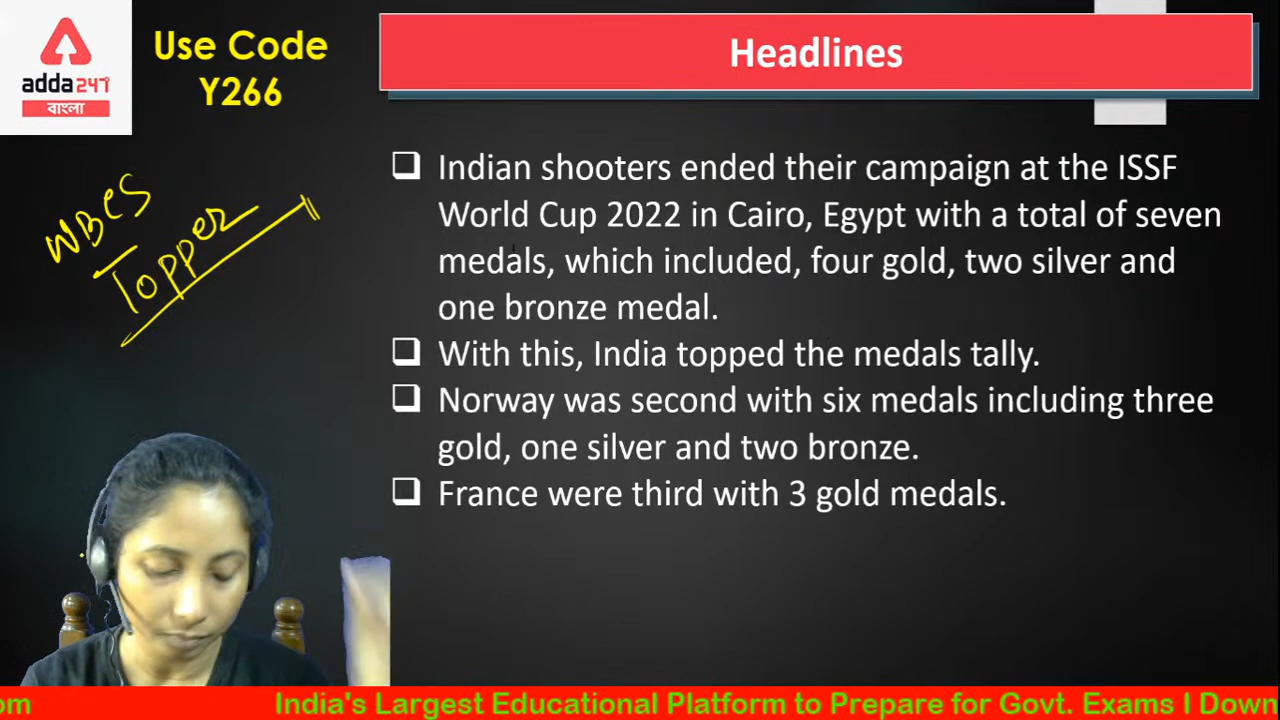 adda247
বাংলা
Use Code
Y266
Headlines
WBCS
Topper
❑ Indian shooters ended their campaign at the ISSF
World Cup 2022 in Cairo, Egypt with a total of seven
medals, which included, four gold, two silver and
one bronze medal.
❑ With this, India topped the medals tally.
❑ Norway was second with six medals including three
gold, one silver and two bronze.
❑ France were third with 3 gold medals.
om India's Largest Educational Platform to Prepare for Govt. Exams I Down